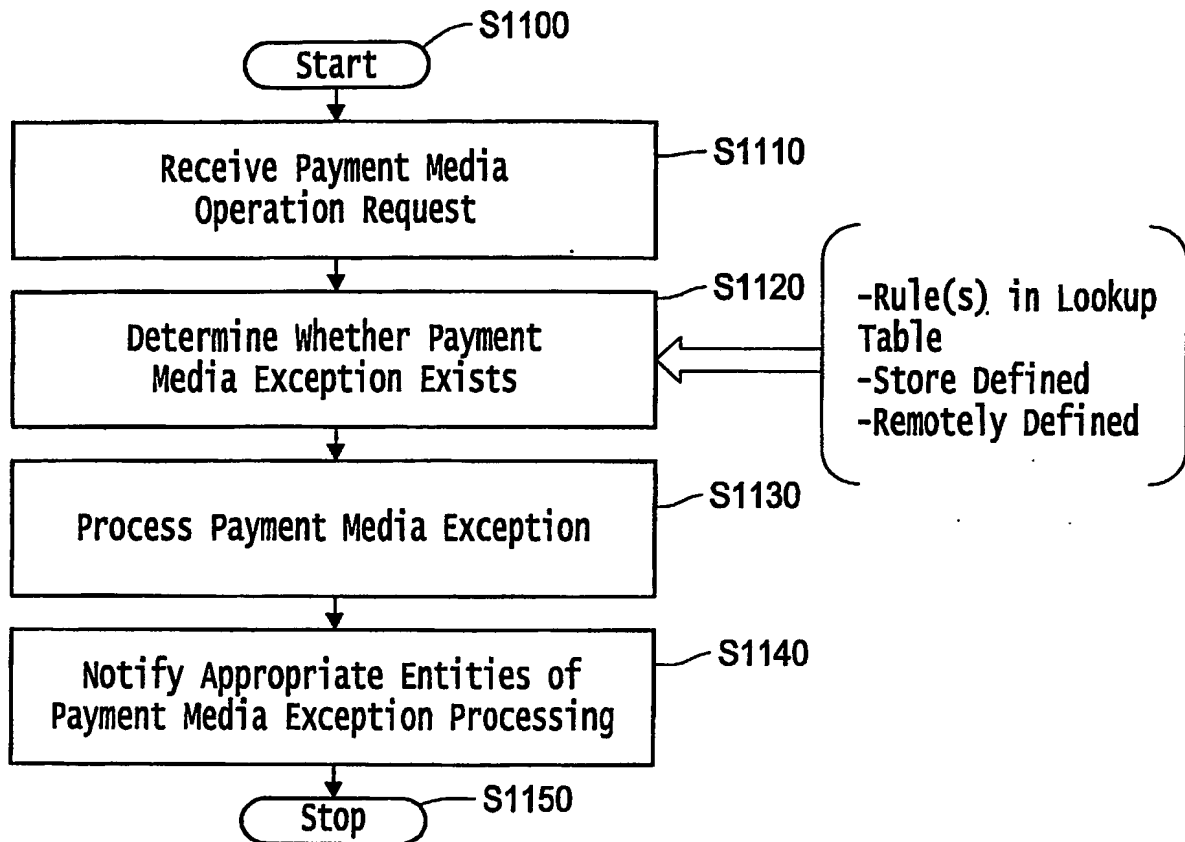 S1100
Start
Receive Payment Media
Operation Request
S1110
Determine Whether Payment
Media Exception Exists
S1120
-Rule(s) in Lookup
Table
-Store Defined
-Remotely Defined
Process Payment Media Exception
S1130
Notify Appropriate Entities of
Payment Media Exception Processing
S1140
Stop
S1150